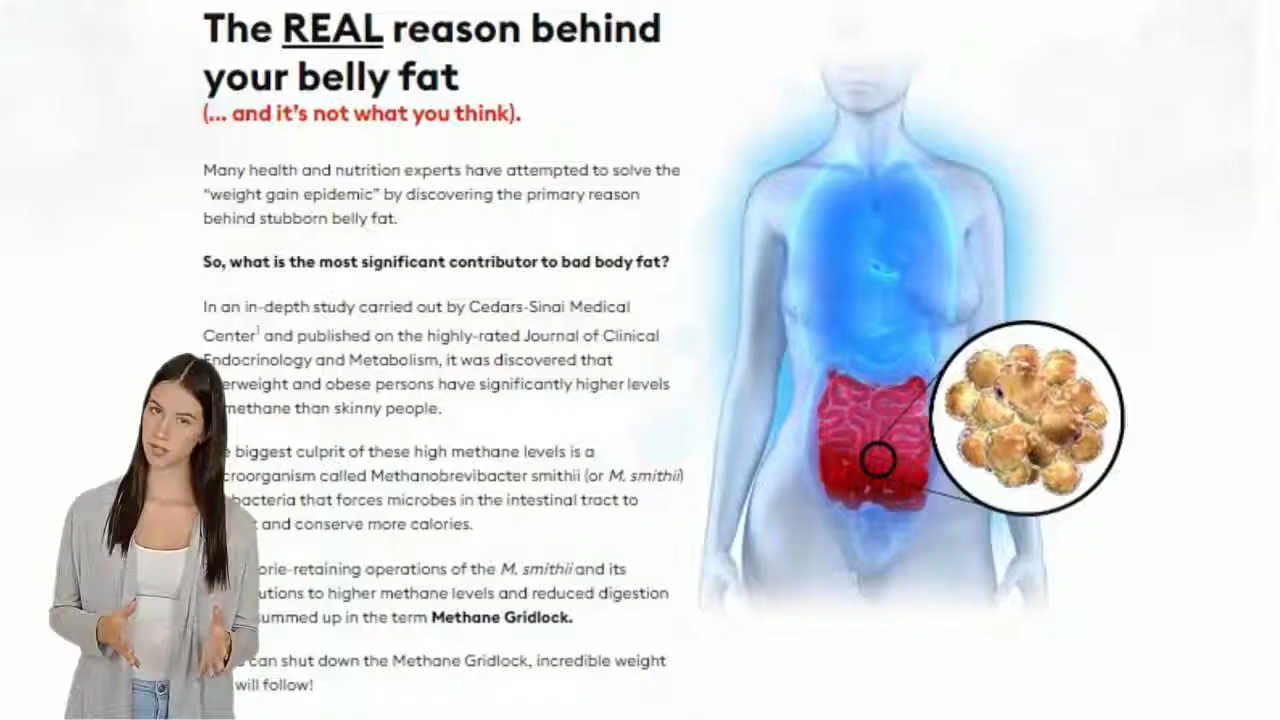 The REAL reason behind
your belly fat
(... and it's not what you think).
Many health and nutrition experts have attempted to solve the
"weight gain epidemic" by discovering the primary reason
behind stubborn belly fat.
So, what is the most significant contributor to bad body fat?
In an in-depth study carried out by Cedars-Sinai Medical
Center¹ and published on the highly-rated Journal of Clinical
Endocrinology and Metabolism, it was discovered that
and obese persons have significantly higher levels
methane than skinny people.
biggest culprit of these high methane levels is a
called Methanobrevibacter smithii (or M. smithii)
bacteria that forces microbes in the intestinal tract to
and conserve more calories.
operations of the M. smithii and its
to higher methane levels and reduced digestion
up in the term Methane Gridlock.
can shut down the Methane Gridlock, incredible weight
will follow!